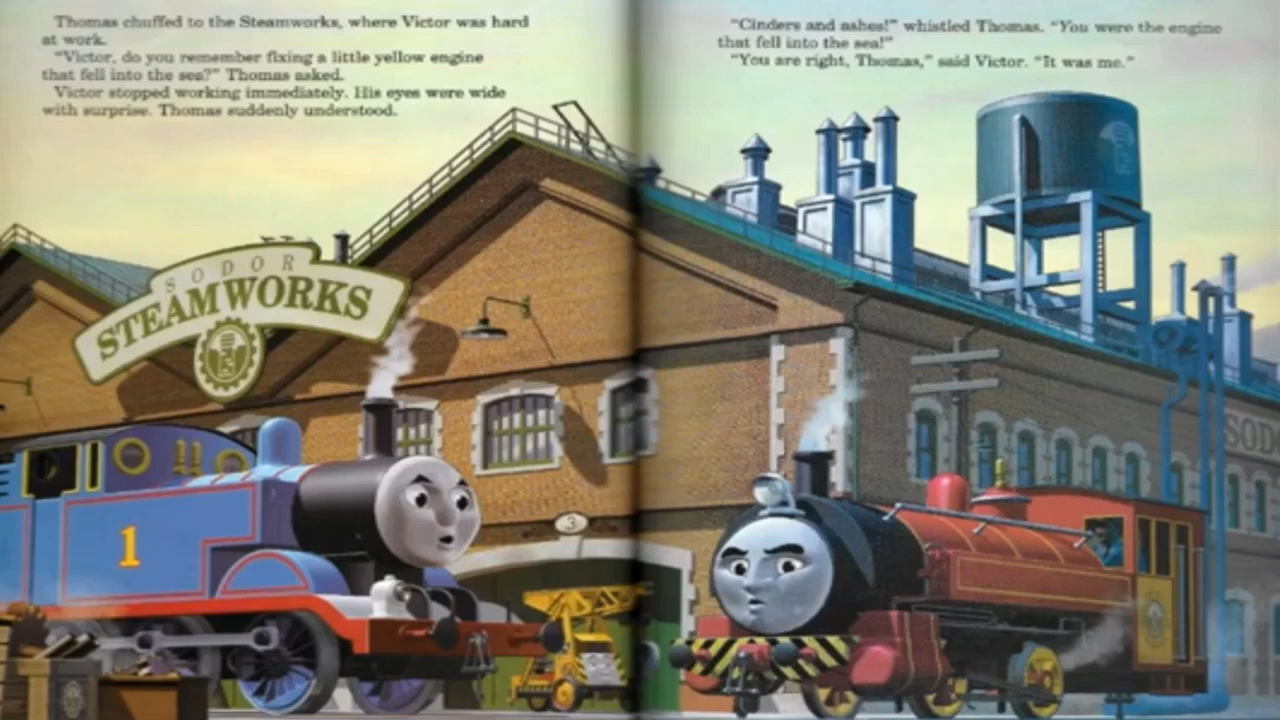 Thomas chuffed to the Steamworks, where Victor was hard
at work.
"Victor, do you remember fixing a little yellow engine
that fell into the sea?" Thomas asked.
Victor stopped working immediately. His eyes were wide
with surprise. Thomas suddenly understood.
"Cinders and ashes!" whistled Thomas. "You were the engine
that fell into the sea!"
"You are right, Thomas," said Victor. "It was me."
SODOR
STEAMWORKS
1
3
SOD